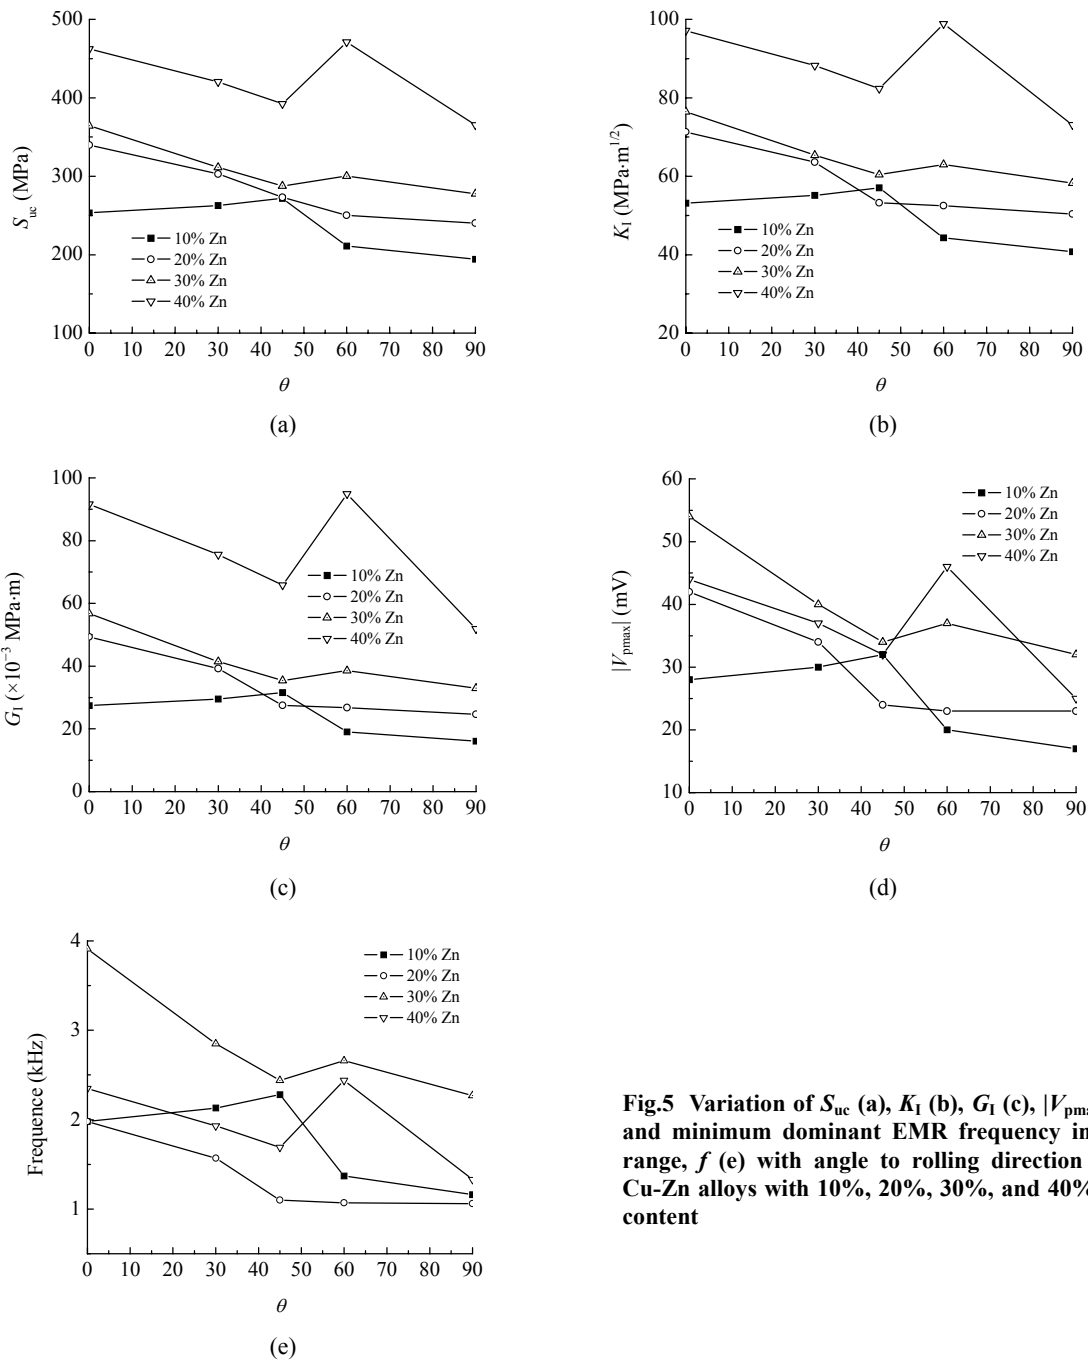 500
400
300
200
100
S_uc (MPa)
10% Zn
20% Zn
30% Zn
40% Zn
0 10 20 30 40 50 60 70 80 90
θ
(a)
100
80
60
40
20
K_I (MPa·m^1/2)
10% Zn
20% Zn
30% Zn
40% Zn
0 10 20 30 40 50 60 70 80 90
θ
(b)
100
80
60
40
20
0
G_I (×10^−3 MPa·m)
10% Zn
20% Zn
30% Zn
40% Zn
0 10 20 30 40 50 60 70 80 90
θ
(c)
60
50
40
30
20
10
|V_pmax| (mV)
10% Zn
20% Zn
30% Zn
40% Zn
0 10 20 30 40 50 60 70 80 90
θ
(d)
4
3
2
1
Frequence (kHz)
10% Zn
20% Zn
30% Zn
40% Zn
0 10 20 30 40 50 60 70 80 90
θ
(e)
Fig.5 Variation of S_uc (a), K_I (b), G_I (c), |V_pma
and minimum dominant EMR frequency in
range, f (e) with angle to rolling direction
Cu-Zn alloys with 10%, 20%, 30%, and 40%
content